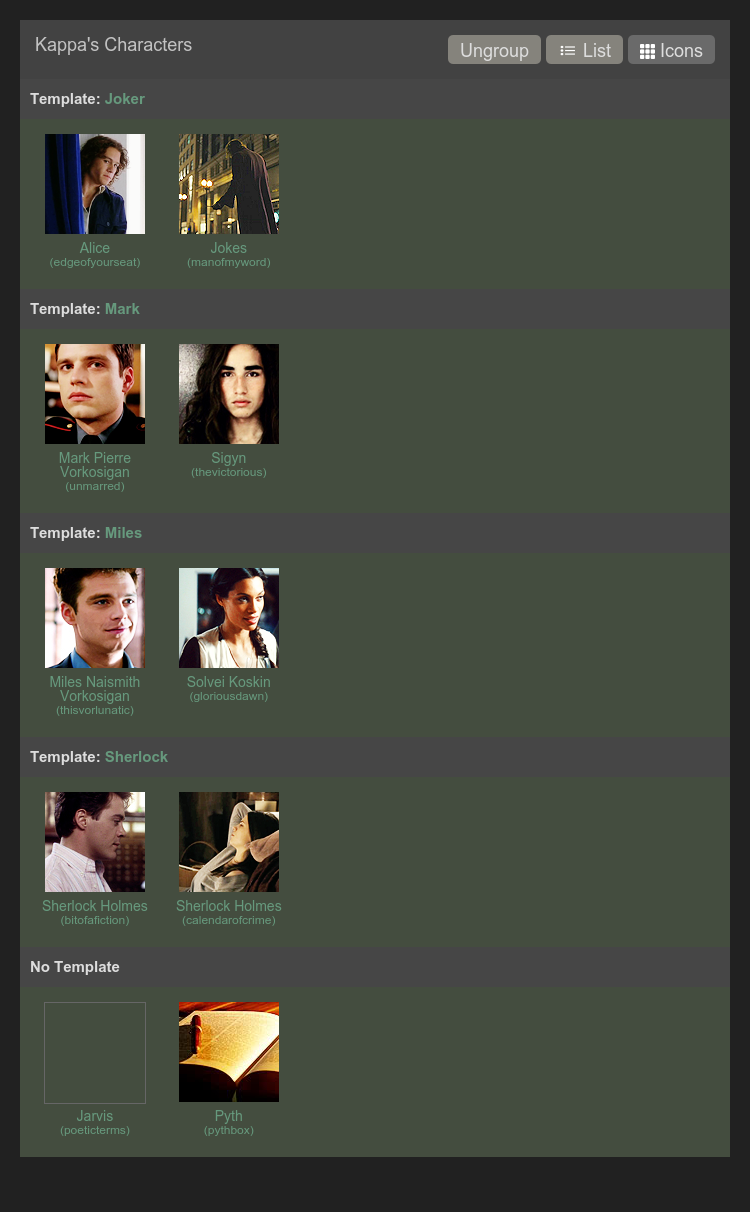 Kappa's Characters
Ungroup
List
Icons
Template: Joker
Alice
(edgeofyourseat)
Jokes
(manofmyword)
Template: Mark
Mark Pierre
Vorkosigan
(unmarred)
Sigyn
(thevictorious)
Template: Miles
Miles Naismith
Vorkosigan
(thisvorlunatic)
Solvei Koskin
(gloriousdawn)
Template: Sherlock
Sherlock Holmes
(bitofafiction)
Sherlock Holmes
(calendarofcrime)
No Template
Jarvis
(poeticterms)
Pyth
(pythbox)